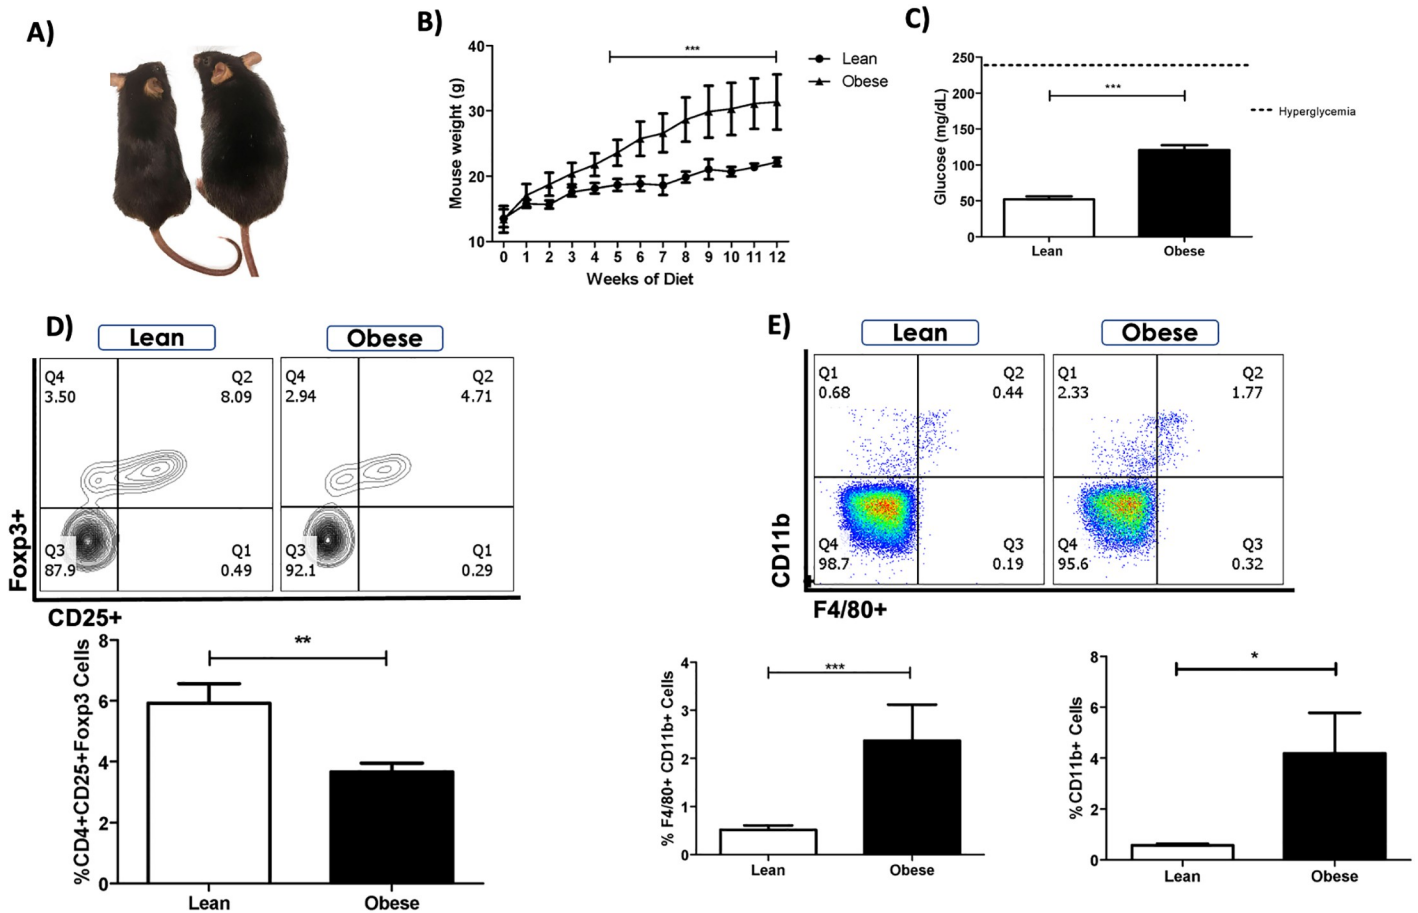 A)
B)
Mouse weight (g)
40
30
20
10
***
Lean
Obese
0 1 2 3 4 5 6 7 8 9 10 11 12
Weeks of Diet
C)
Glucose (mg/dL)
250
200
150
100
50
0
***
Hyperglycemia
Lean Obese
D)
Lean Obese
Q4 Q2 Q4 Q2
3.50 8.09 2.94 4.71
Q3 Q1 Q3 Q1
87.9 0.49 92.1 0.29
Foxp3+
CD25+
%CD4+CD25+Foxp3 Cells
8
6
4
2
0
**
Lean Obese
E)
Lean Obese
Q1 Q2 Q1 Q2
0.68 0.44 2.33 1.77
Q4 Q3 Q4 Q3
98.7 0.19 95.6 0.32
CD11b
+
F4/80+
% F4/80+ CD11b+ Cells
4
3
2
1
0
***
Lean Obese
% CD11b+ Cells
8
6
4
2
0
*
Lean Obese